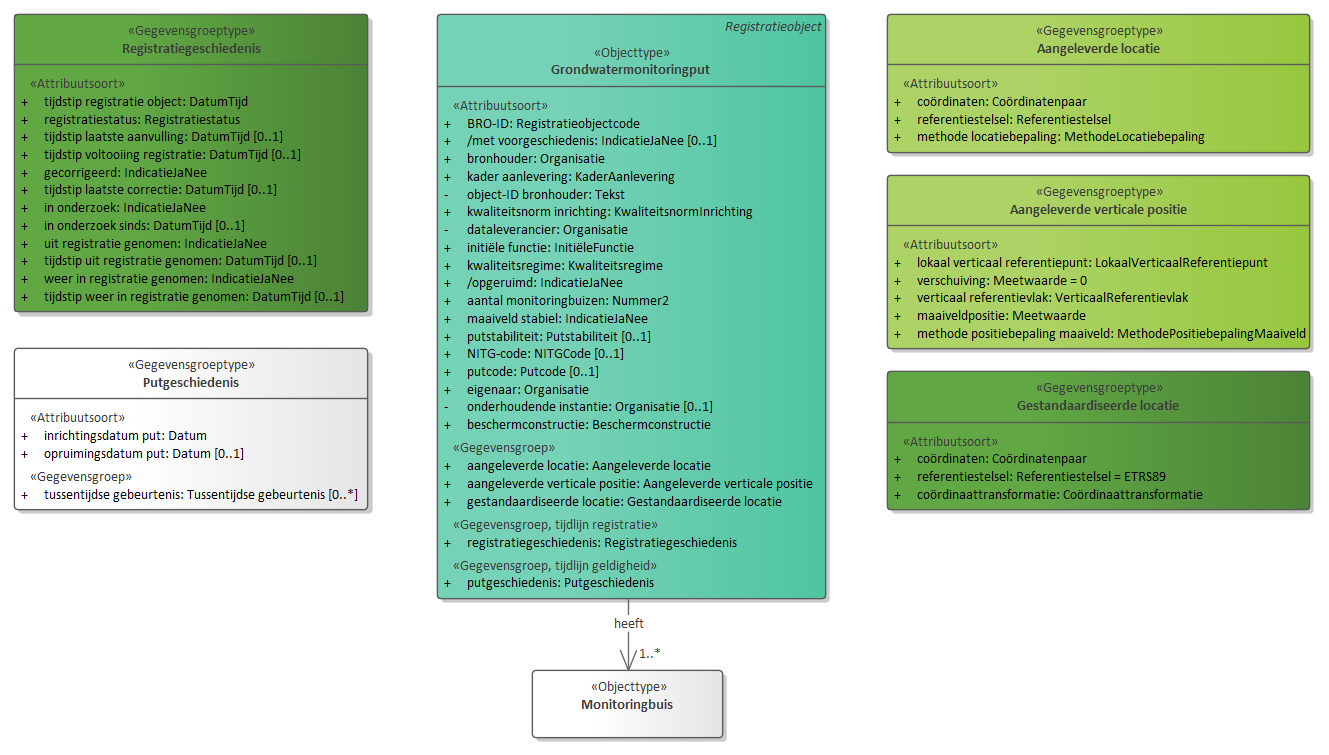 «Gegevensgroeptype»
Registratiegeschiedenis
«Attribuutsoort»
+ tijdstip registratie object: DatumTijd
+ registratiestatus: Registratiestatus
+ tijdstip laatste aanvulling: DatumTijd [0..1]
+ tijdstip voltooiing registratie: DatumTijd [0..1]
+ gecorrigeerd: IndicatieJaNee
+ tijdstip laatste correctie: DatumTijd [0..1]
+ in onderzoek: IndicatieJaNee
+ in onderzoek sinds: DatumTijd [0..1]
+ uit registratie genomen: IndicatieJaNee
+ tijdstip uit registratie genomen: DatumTijd [0..1]
+ weer in registratie genomen: IndicatieJaNee
+ tijdstip weer in registratie genomen: DatumTijd [0..1]
«Gegevensgroeptype»
Putgeschiedenis
«Attribuutsoort»
+ inrichtingsdatum put: Datum
+ opruimingsdatum put: Datum [0..1]
«Gegevensgroep»
+ tussentijdse gebeurtenis: Tussentijdse gebeurtenis [0..*]
Registratieobject
«Objecttype»
Grondwatermonitoringput
«Attribuutsoort»
+ BRO-ID: Registratieobjectcode
+ /met voorgeschiedenis: IndicatieJaNee [0..1]
+ bronhouder: Organisatie
+ kader aanlevering: KaderAanlevering
- object-ID bronhouder: Tekst
+ kwaliteitsnorm inrichting: KwaliteitsnormInrichting
- dataleverancier: Organisatie
+ initiële functie: InitiëleFunctie
+ kwaliteitsregime: Kwaliteitsregime
+ /opgeruimd: IndicatieJaNee
+ aantal monitoringbuizen: Nummer2
+ maaiveld stabiel: IndicatieJaNee
+ putstabiliteit: Putstabiliteit [0..1]
+ NITG-code: NITGCode [0..1]
+ putcode: Putcode [0..1]
+ eigenaar: Organisatie
- onderhoudende instantie: Organisatie [0..1]
+ beschermconstructie: Beschermconstructie
«Gegevensgroep»
+ aangeleverde locatie: Aangeleverde locatie
+ aangeleverde verticale positie: Aangeleverde verticale positie
+ gestandaardiseerde locatie: Gestandaardiseerde locatie
«Gegevensgroep, tijdlijn registratie»
+ registratiegeschiedenis: Registratiegeschiedenis
«Gegevensgroep, tijdlijn geldigheid»
+ putgeschiedenis: Putgeschiedenis
heeft
1..*
«Objecttype»
Monitoringbuis
«Gegevensgroeptype»
Aangeleverde locatie
«Attribuutsoort»
+ coördinaten: Coördinatenpaar
+ referentiestelsel: Referentiestelsel
+ methode locatiebepaling: MethodeLocatiebepaling
«Gegevensgroeptype»
Aangeleverde verticale positie
«Attribuutsoort»
+ lokaal verticaal referentiepunt: LokaalVerticaalReferentiepunt
+ verschuiving: Meetwaarde = 0
+ verticaal referentievlak: VerticaalReferentievlak
+ maaiveldpositie: Meetwaarde
+ methode positiebepaling maaiveld: MethodePositiebepalingMaaiveld
«Gegevensgroeptype»
Gestandaardiseerde locatie
«Attribuutsoort»
+ coördinaten: Coördinatenpaar
+ referentiestelsel: Referentiestelsel = ETRS89
+ coördinaattransformatie: Coördinaattransformatie